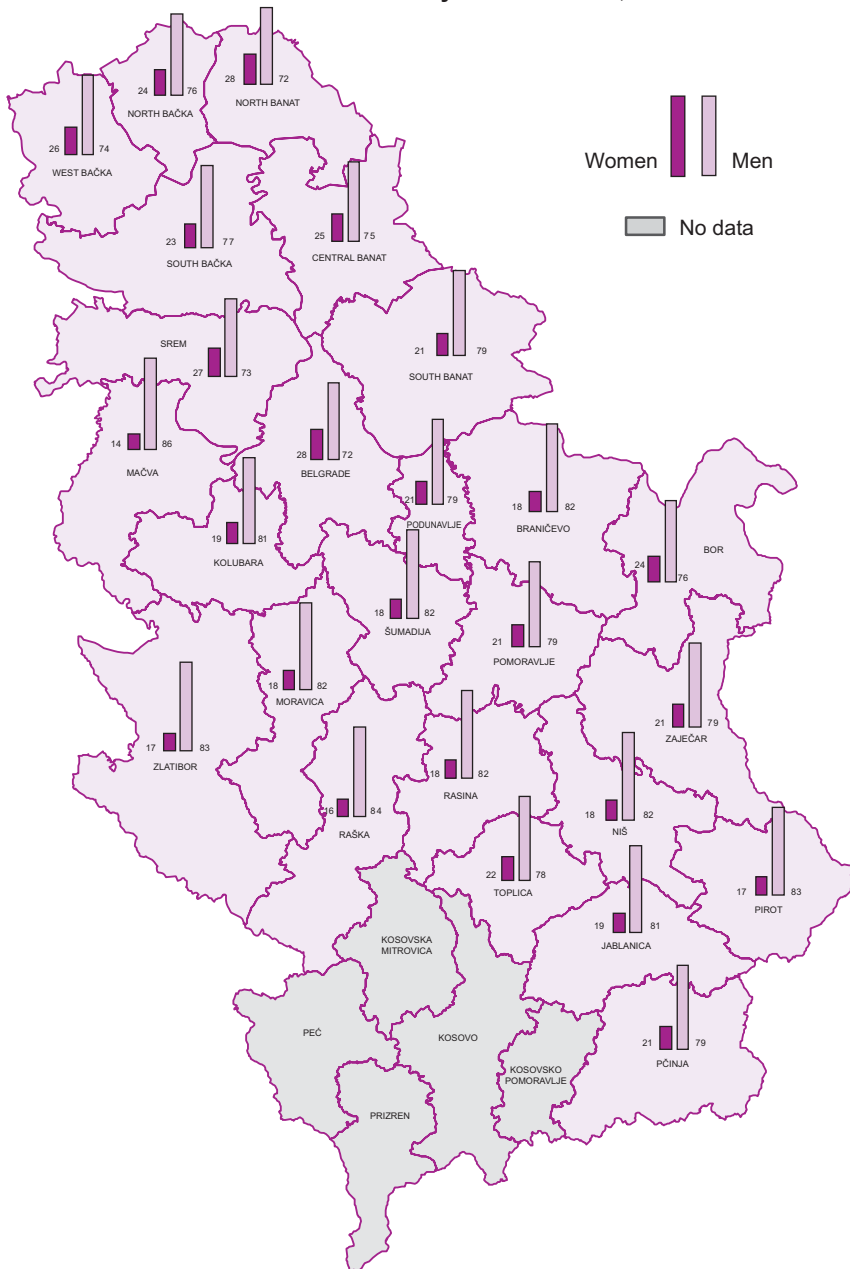 24 76
NORTH BAČKA
28 72
NORTH BANAT
26 74
WEST BAČKA
Women Men
No data
23 77
SOUTH BAČKA
25 75
CENTRAL BANAT
SREM
27 73
21 79
SOUTH BANAT
14 86
MAČVA
28 72
BELGRADE
21 79
PODUNAVLJE
18 82
BRANIČEVO
19 81
KOLUBARA
BOR
24 76
18 82
ŠUMADIJA
21 79
POMORAVLJE
18 82
MORAVICA
21 79
ZAJEČAR
17 83
ZLATIBOR
16 84
RAŠKA
18 82
RASINA
18 82
NIŠ
22 78
TOPLICA
17 83
PIROT
19 81
JABLANICA
KOSOVSKA
MITROVICA
PEĆ
KOSOVO
21 79
PČINJA
KOSOVSKO
POMORAVLJE
PRIZREN